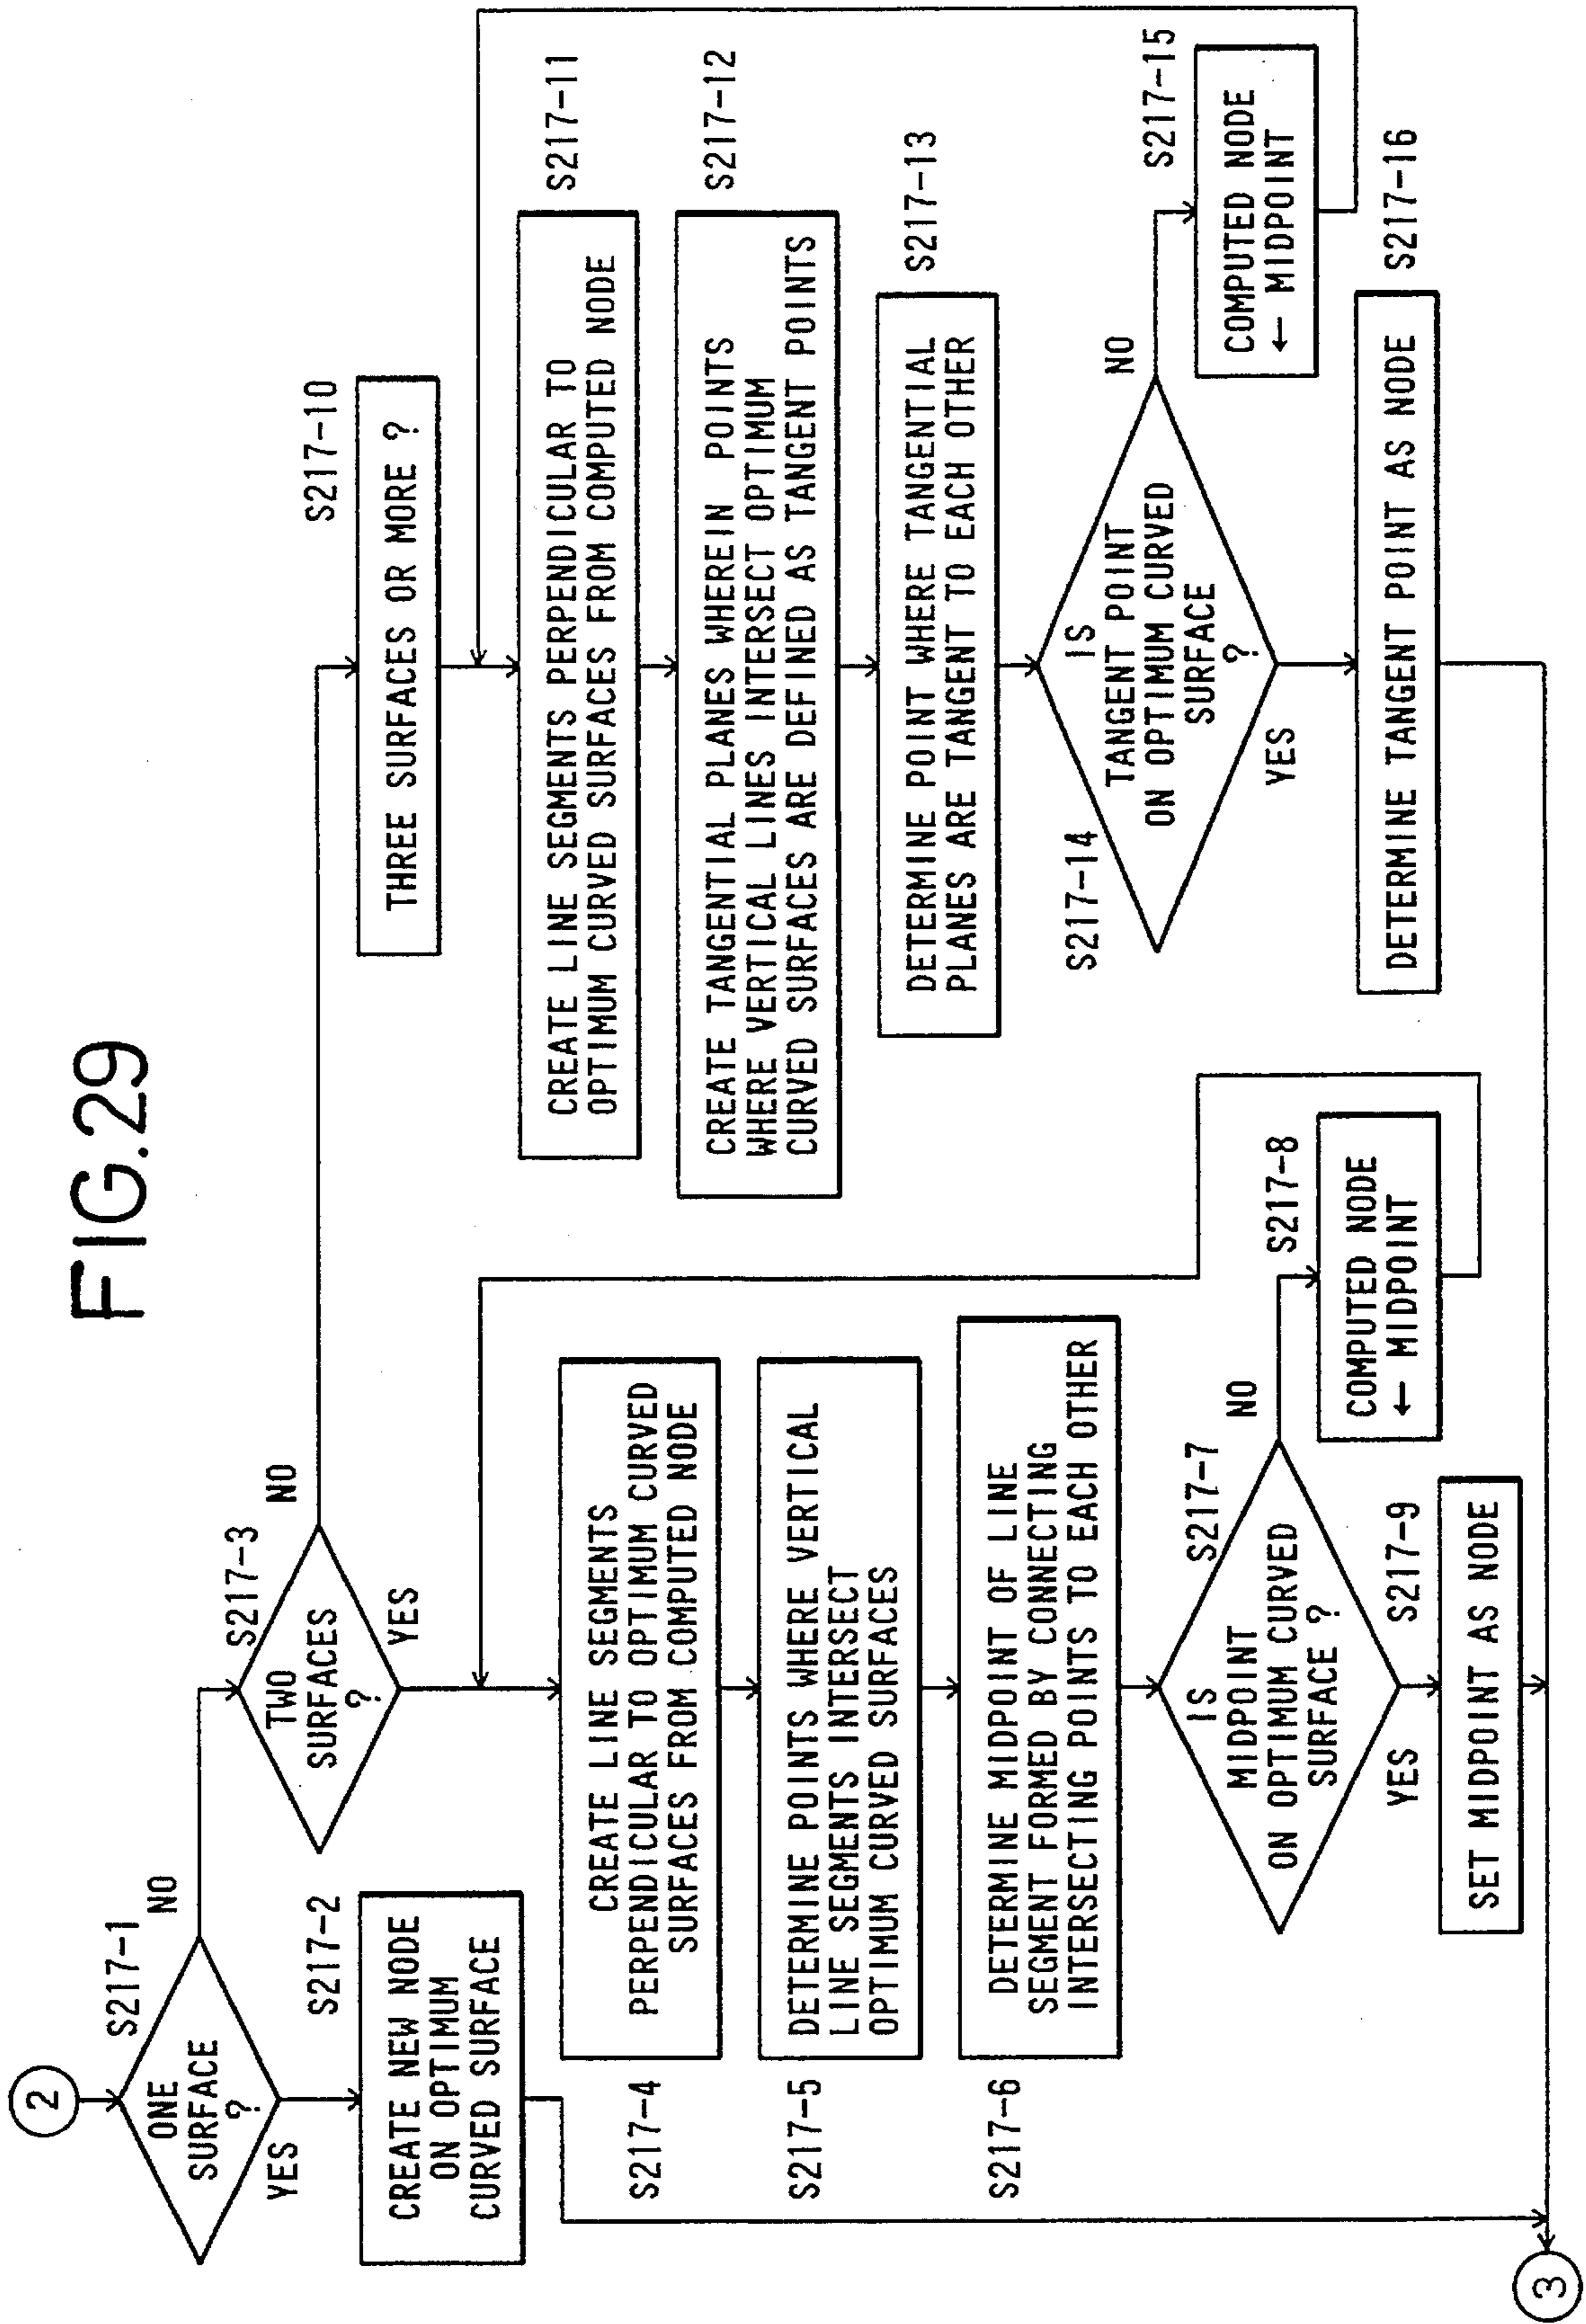 FIG.29
2
S217-1
ONE
SURFACE
?
NO
YES
S217-2
CREATE NEW NODE
ON OPTIMUM
CURVED SURFACE
S217-3
TWO
SURFACES
?
NO
YES
S217-4
CREATE LINE SEGMENTS
PERPENDICULAR TO OPTIMUM CURVED
SURFACES FROM COMPUTED NODE
S217-5
DETERMINE POINTS WHERE VERTICAL
LINE SEGMENTS INTERSECT
OPTIMUM CURVED SURFACES
S217-6
DETERMINE MIDPOINT OF LINE
SEGMENT FORMED BY CONNECTING
INTERSECTING POINTS TO EACH OTHER
S217-7
IS
MIDPOINT
ON OPTIMUM CURVED
SURFACE ?
NO
YES
S217-8
COMPUTED NODE
← MIDPOINT
S217-9
SET MIDPOINT AS NODE
S217-10
THREE SURFACES OR MORE ?
S217-11
CREATE LINE SEGMENTS PERPENDICULAR TO
OPTIMUM CURVED SURFACES FROM COMPUTED NODE
S217-12
CREATE TANGENTIAL PLANES WHEREIN POINTS
WHERE VERTICAL LINES INTERSECT OPTIMUM
CURVED SURFACES ARE DEFINED AS TANGENT POINTS
S217-13
DETERMINE POINT WHERE TANGENTIAL
PLANES ARE TANGENT TO EACH OTHER
S217-14
IS
TANGENT POINT
ON OPTIMUM CURVED
SURFACE
?
NO
YES
S217-15
COMPUTED NODE
← MIDPOINT
S217-16
DETERMINE TANGENT POINT AS NODE
3